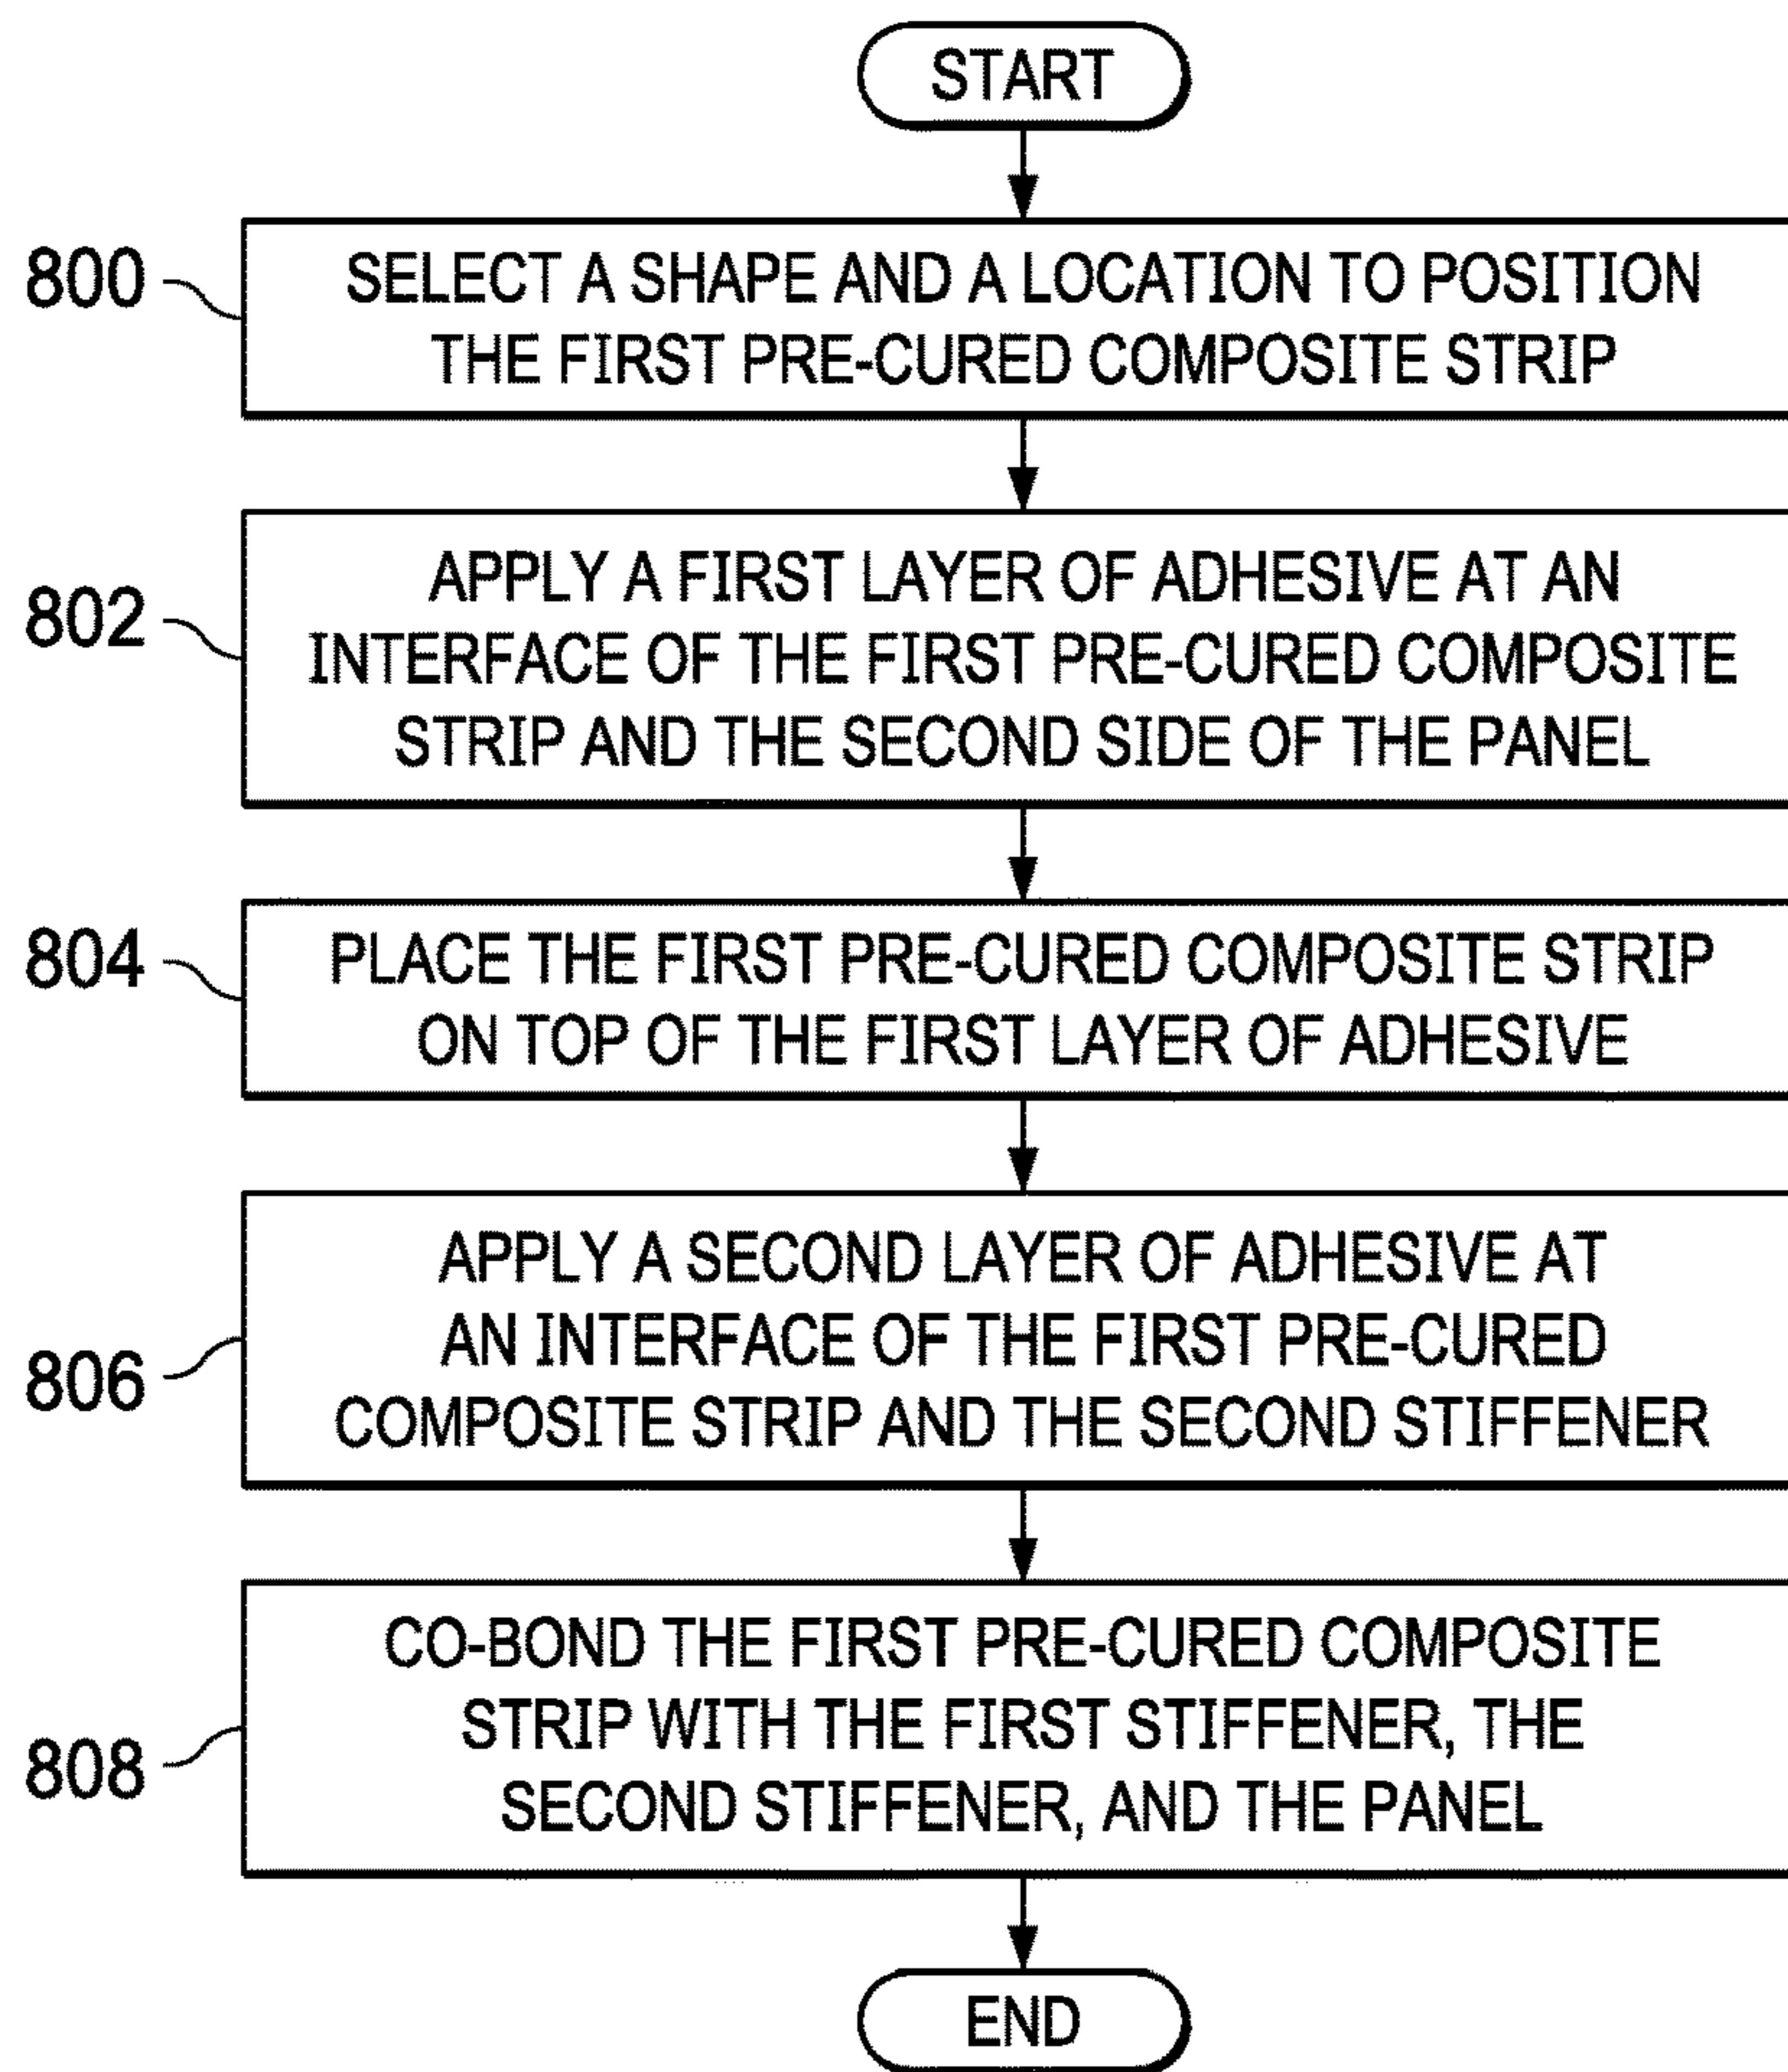 START
800
SELECT A SHAPE AND A LOCATION TO POSITION
THE FIRST PRE-CURED COMPOSITE STRIP
802
APPLY A FIRST LAYER OF ADHESIVE AT AN
INTERFACE OF THE FIRST PRE-CURED COMPOSITE
STRIP AND THE SECOND SIDE OF THE PANEL
804
PLACE THE FIRST PRE-CURED COMPOSITE STRIP
ON TOP OF THE FIRST LAYER OF ADHESIVE
806
APPLY A SECOND LAYER OF ADHESIVE AT
AN INTERFACE OF THE FIRST PRE-CURED
COMPOSITE STRIP AND THE SECOND STIFFENER
808
CO-BOND THE FIRST PRE-CURED COMPOSITE
STRIP WITH THE FIRST STIFFENER, THE
SECOND STIFFENER, AND THE PANEL
END